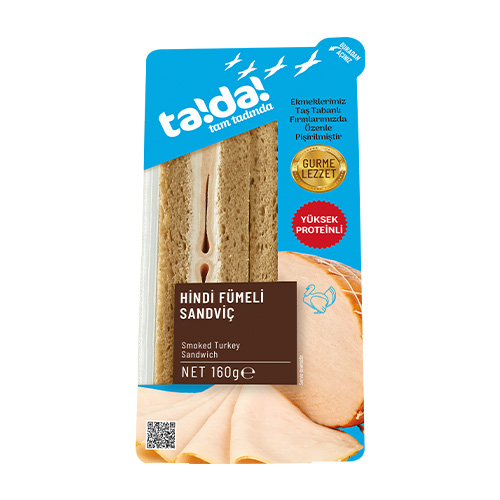 BURADAN
AÇINIZ
ta!da!
tam tadında
Ekmeklerimiz
Taş Tabanlı
Fırınlarımızda
Özenle
Pişirilmiştir
GURME
LEZZET
YÜKSEK
PROTEİNLİ
HİNDİ FÜMELİ
SANDVİÇ
Smoked Turkey
Sandwich
NET 160g℮